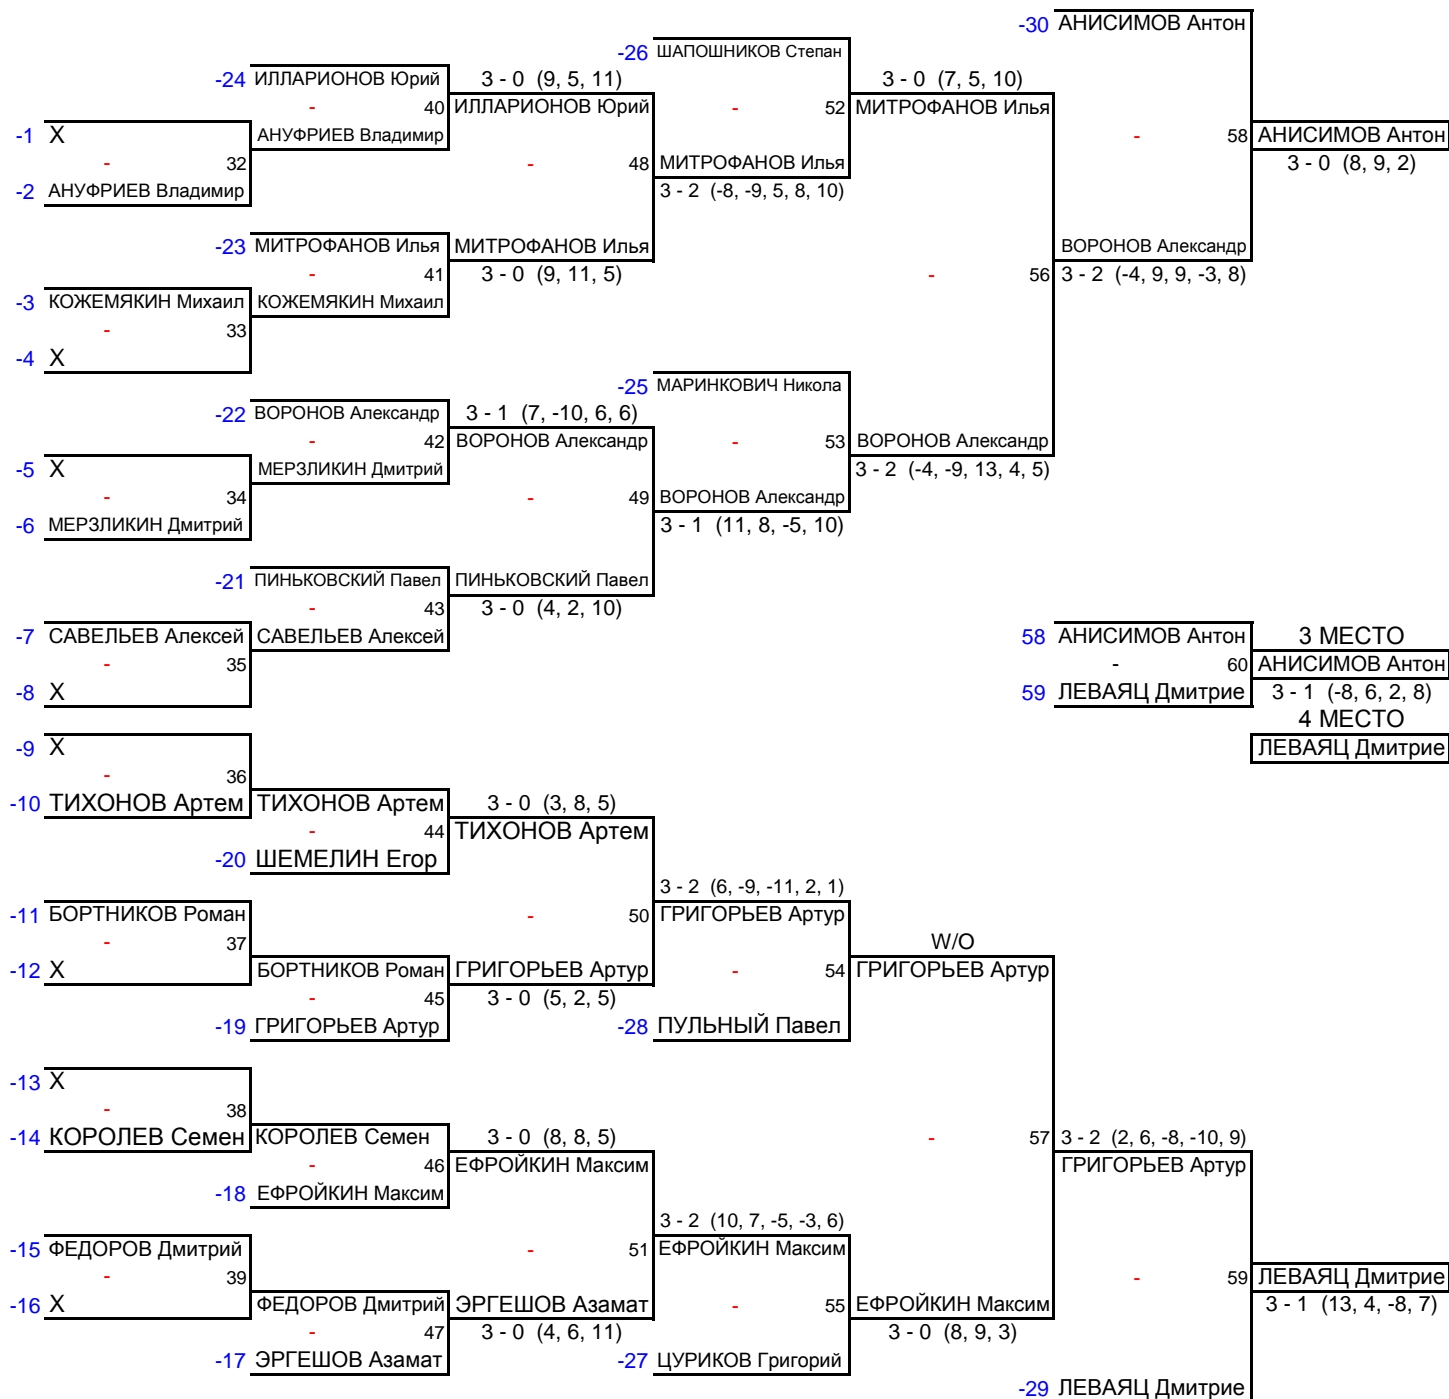 -30 АНИСИМОВ Антон
-26 ШАПОШНИКОВ Степан
-24 ИЛЛАРИОНОВ Юрий 3 - 0 (9, 5, 11) 3 - 0 (7, 5, 10)
- 40 ИЛЛАРИОНОВ Юрий - 52 МИТРОФАНОВ Илья
-1 X АНУФРИЕВ Владимир - 58 АНИСИМОВ Антон
- 32 - 48 МИТРОФАНОВ Илья 3 - 0 (8, 9, 2)
-2 АНУФРИЕВ Владимир 3 - 2 (-8, -9, 5, 8, 10)
-23 МИТРОФАНОВ Илья МИТРОФАНОВ Илья ВОРОНОВ Александр
- 41 3 - 0 (9, 11, 5) - 56 3 - 2 (-4, 9, 9, -3, 8)
-3 КОЖЕМЯКИН Михаил КОЖЕМЯКИН Михаил
- 33
-4 X
-25 МАРИНКОВИЧ Никола
-22 ВОРОНОВ Александр 3 - 1 (7, -10, 6, 6)
- 42 ВОРОНОВ Александр - 53 ВОРОНОВ Александр
-5 X МЕРЗЛИКИН Дмитрий 3 - 2 (-4, -9, 13, 4, 5)
- 34 - 49 ВОРОНОВ Александр
-6 МЕРЗЛИКИН Дмитрий 3 - 1 (11, 8, -5, 10)
-21 ПИНЬКОВСКИЙ Павел ПИНЬКОВСКИЙ Павел
- 43 3 - 0 (4, 2, 10)
-7 САВЕЛЬЕВ Алексей САВЕЛЬЕВ Алексей 58 АНИСИМОВ Антон 3 МЕСТО
- 35 - 60 АНИСИМОВ Антон
-8 X 59 ЛЕВАЯЦ Дмитрие 3 - 1 (-8, 6, 2, 8)
4 МЕСТО
-9 X ЛЕВАЯЦ Дмитрие
- 36
-10 ТИХОНОВ Артем ТИХОНОВ Артем 3 - 0 (3, 8, 5)
- 44 ТИХОНОВ Артем
-20 ШЕМЕЛИН Егор
3 - 2 (6, -9, -11, 2, 1)
-11 БОРТНИКОВ Роман - 50 ГРИГОРЬЕВ Артур
- 37 W/O
-12 X БОРТНИКОВ Роман ГРИГОРЬЕВ Артур - 54 ГРИГОРЬЕВ Артур
- 45 3 - 0 (5, 2, 5)
-19 ГРИГОРЬЕВ Артур -28 ПУЛЬНЫЙ Павел
-13 X
- 38
-14 КОРОЛЕВ Семен КОРОЛЕВ Семен 3 - 0 (8, 8, 5) - 57 3 - 2 (2, 6, -8, -10, 9)
- 46 ЕФРОЙКИН Максим ГРИГОРЬЕВ Артур
-18 ЕФРОЙКИН Максим
3 - 2 (10, 7, -5, -3, 6)
-15 ФЕДОРОВ Дмитрий - 51 ЕФРОЙКИН Максим
- 39 - 59 ЛЕВАЯЦ Дмитрие
-16 X ФЕДОРОВ Дмитрий ЭРГЕШОВ Азамат - 55 ЕФРОЙКИН Максим 3 - 1 (13, 4, -8, 7)
- 47 3 - 0 (4, 6, 11) 3 - 0 (8, 9, 3)
-17 ЭРГЕШОВ Азамат -27 ЦУРИКОВ Григорий
-29 ЛЕВАЯЦ Дмитрие